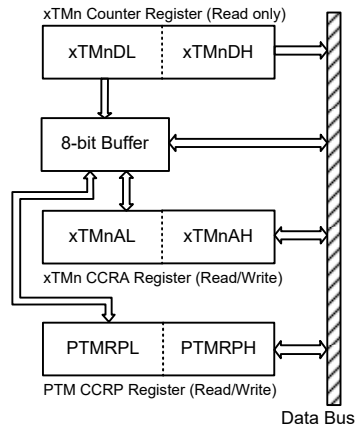 xTMn Counter Register (Read only)
xTMnDL xTMnDH
8-bit Buffer
xTMnAL xTMnAH
xTMn CCRA Register (Read/Write)
PTMRPL PTMRPH
PTM CCRP Register (Read/Write)
Data Bus